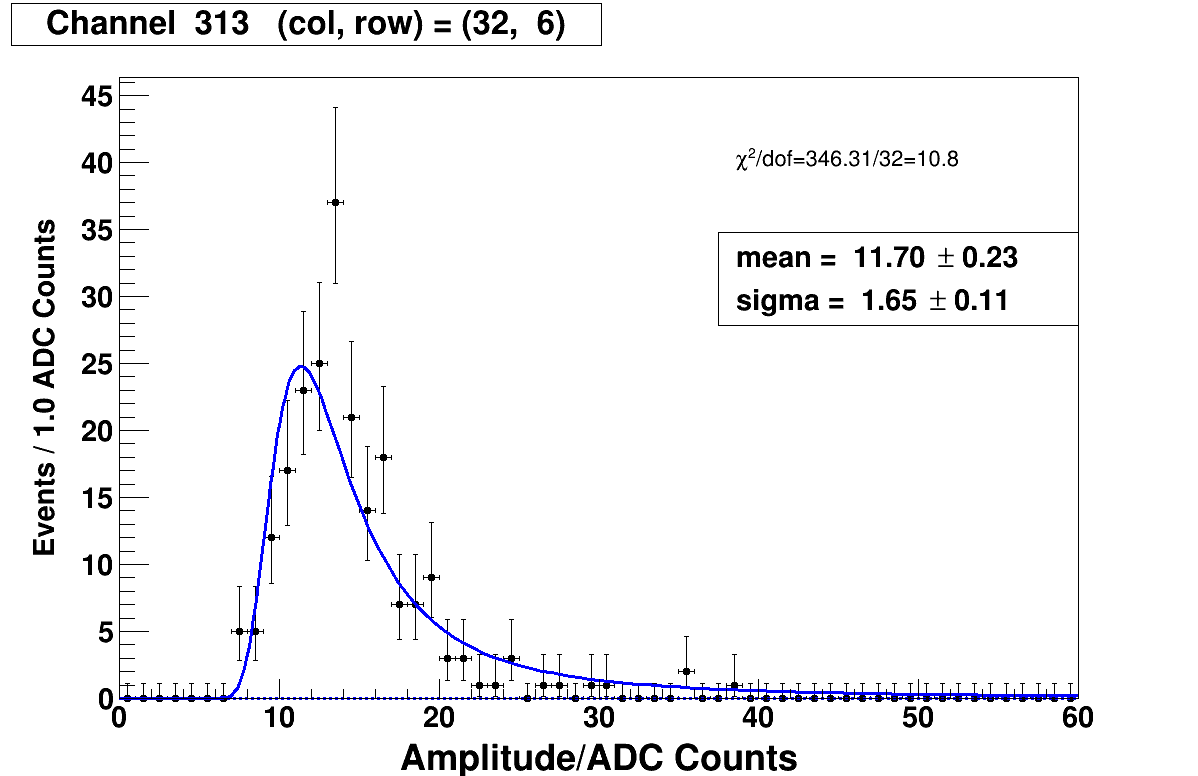 Channel 313 (col, row) = (32, 6)
45
40
35
30
25
20
15
10
5
0
Events / 1.0 ADC Counts
χ²/dof=346.31/32=10.8
mean = 11.70 ± 0.23
sigma = 1.65 ± 0.11
0 10 20 30 40 50 60
Amplitude/ADC Counts